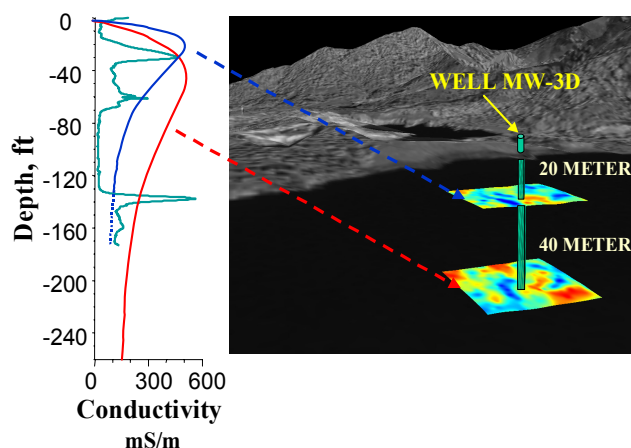 0
-40
-80
-120
-160
-200
-240
Depth, ft
0 300 600
Conductivity
mS/m
WELL MW-3D
20 METER
40 METER